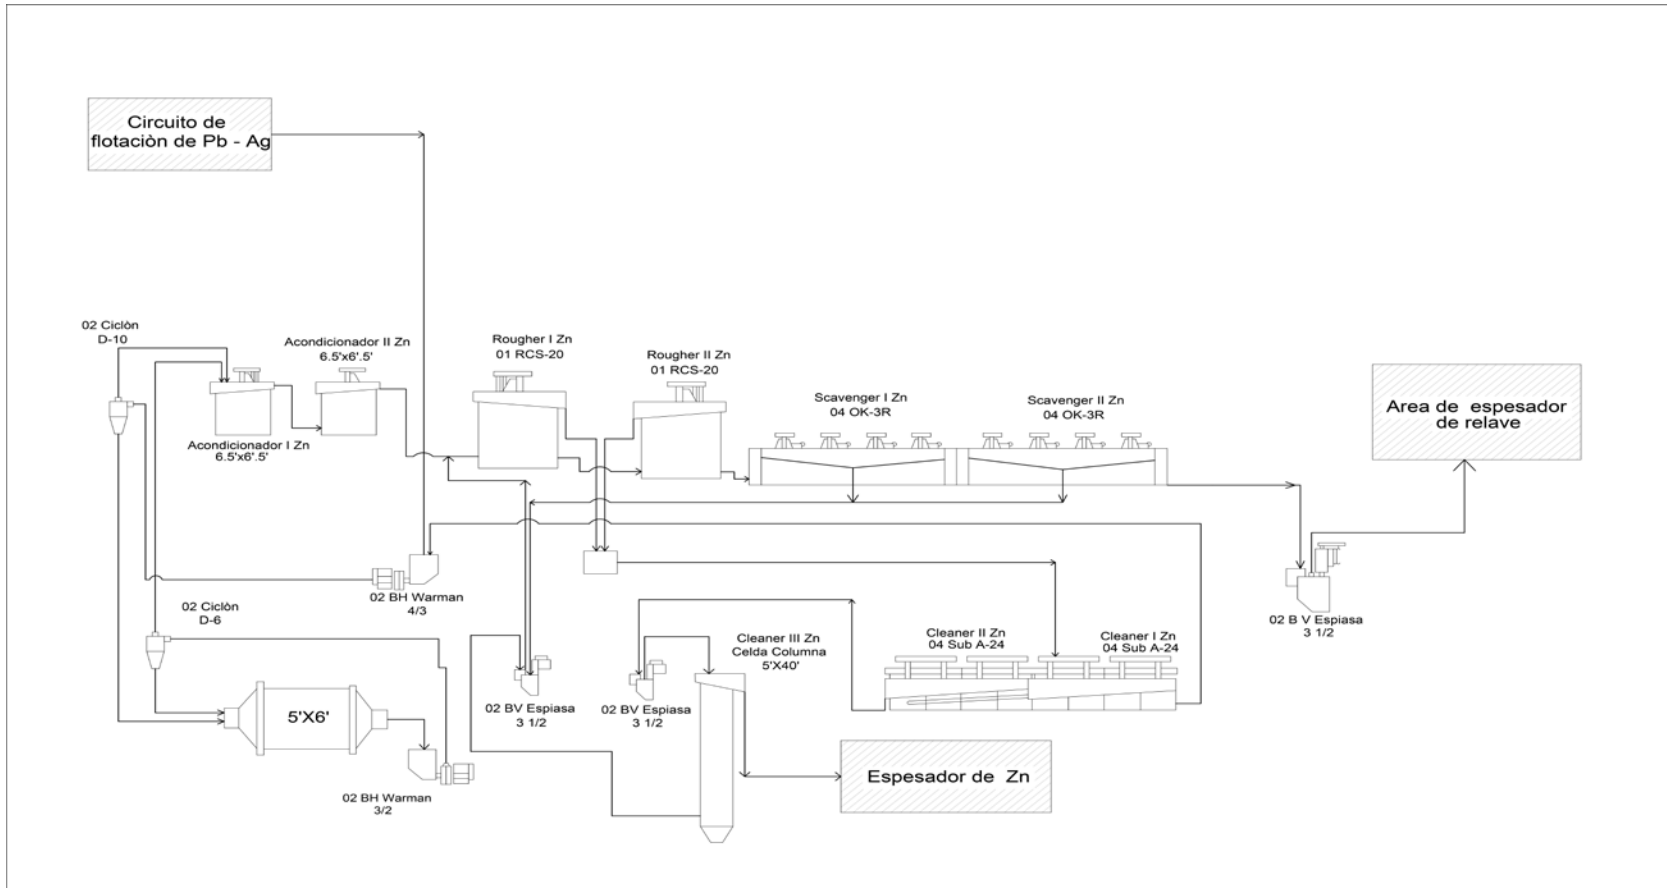 Circuito de
flotaciòn de Pb - Ag
02 Ciclòn
D-10
Acondicionador II Zn
6.5'x6'.5'
Rougher I Zn
01 RCS-20
Rougher II Zn
01 RCS-20
Scavenger I Zn
04 OK-3R
Scavenger II Zn
04 OK-3R
Area de espesador
de relave
Acondicionador I Zn
6.5'x6'.5'
02 BH Warman
4/3
02 Ciclòn
D-6
02 B V Espiasa
3 1/2
Cleaner III Zn
Celda Columna
5'X40'
Cleaner II Zn
04 Sub A-24
Cleaner I Zn
04 Sub A-24
5'X6'
02 BV Espiasa
3 1/2
02 BV Espiasa
3 1/2
Espesador de Zn
02 BH Warman
3/2